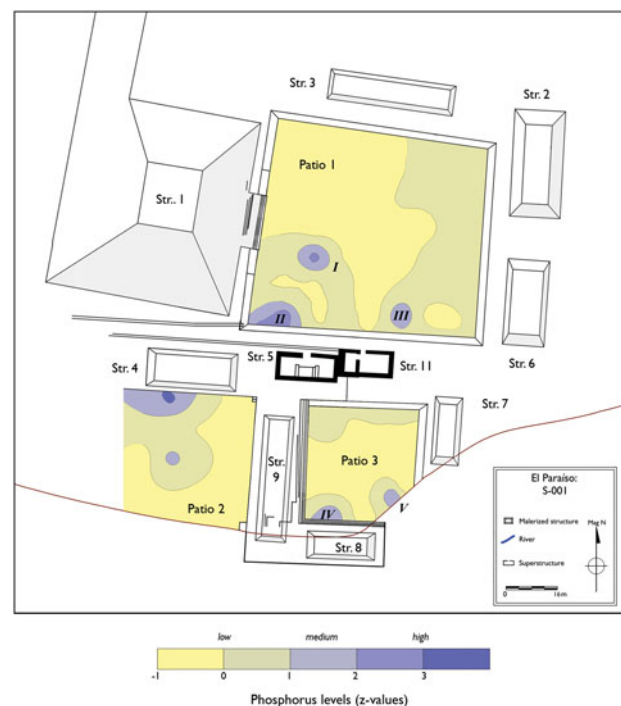 Str. 3
Str. 2
Patio 1
Str.. 1
I
II
III
Str. 5
Str. 4
Str. 11
Str. 6
Str. 7
Patio 3
Str. 9
Patio 2
IV
V
Str. 8
El Paraíso:
S-001
Malerized structure
Mag N
River
Superstructure
0 16m
low medium high
-1 0 1 2 3
Phosphorus levels (z-values)